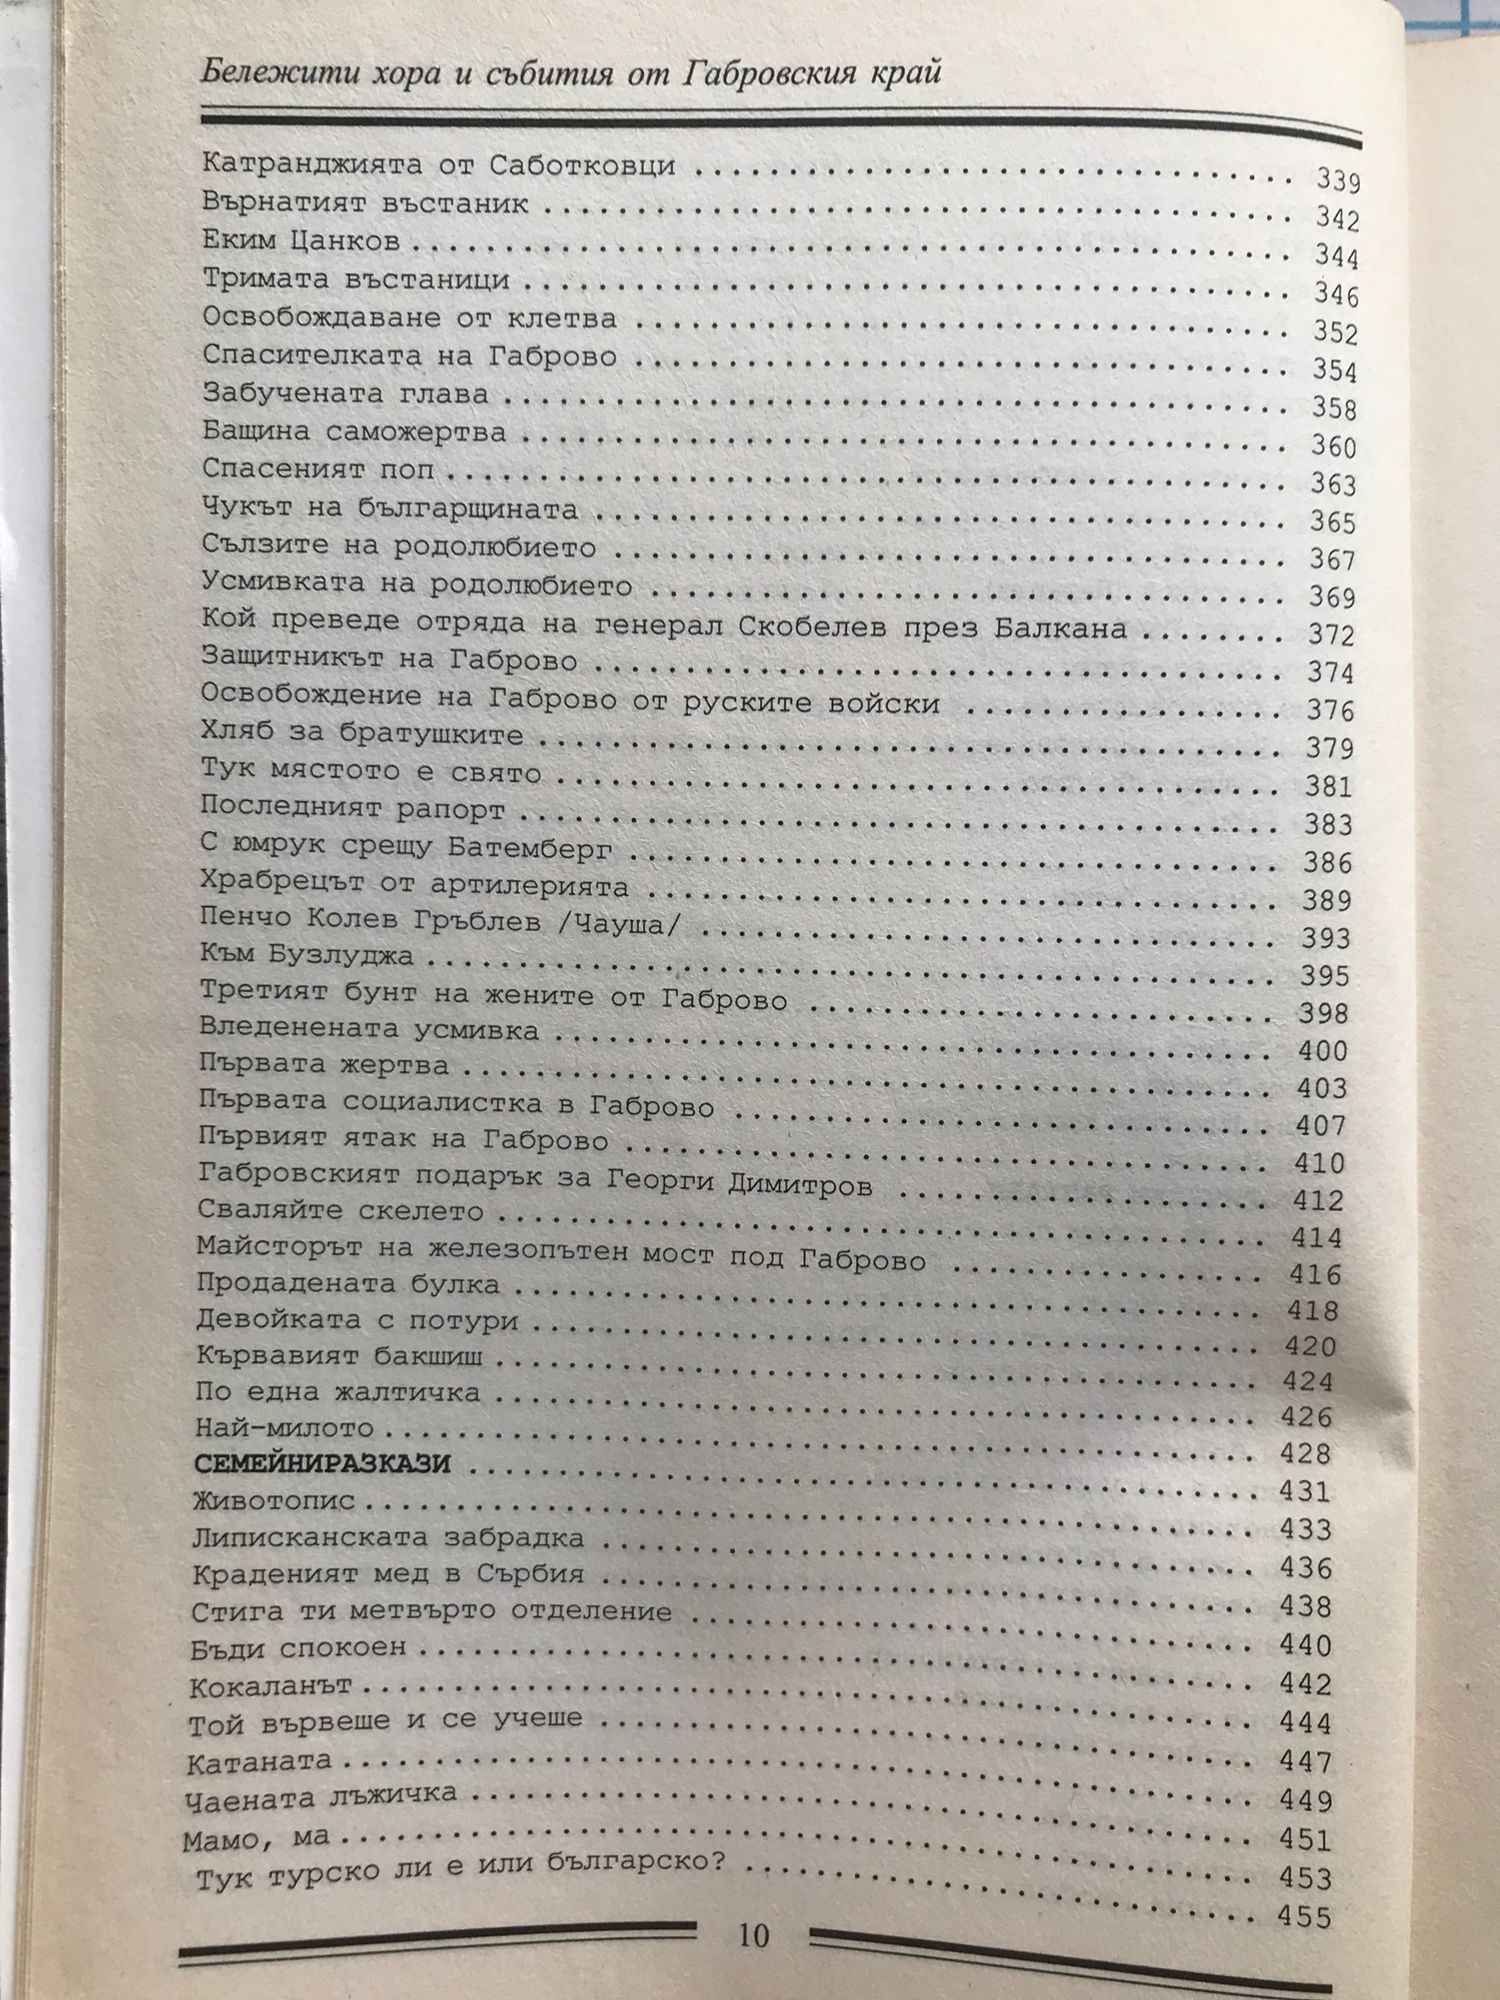 Бележити хора и събития от Габровския край
Катранджията от Саботковци . . . . . . . . . . . . . . . . . . . . . . . . . . 339
Върнатият въстаник . . . . . . . . . . . . . . . . . . . . . . . . . . 342
Еким Цанков . . . . . . . . . . . . . . . . . . . . . . . . . . 344
Тримата въстаници . . . . . . . . . . . . . . . . . . . . . . . . . . 346
Освобождаване от клетва . . . . . . . . . . . . . . . . . . . . . . . . . . 352
Спасителката на Габрово . . . . . . . . . . . . . . . . . . . . . . . . . . 354
Забучената глава . . . . . . . . . . . . . . . . . . . . . . . . . . 358
Бащина саможертва . . . . . . . . . . . . . . . . . . . . . . . . . . 360
Спасеният поп . . . . . . . . . . . . . . . . . . . . . . . . . . 363
Чукът на българщината . . . . . . . . . . . . . . . . . . . . . . . . . . 365
Сълзите на родолюбието . . . . . . . . . . . . . . . . . . . . . . . . . . 367
Усмивката на родолюбието . . . . . . . . . . . . . . . . . . . . . . . . . . 369
Кой преведе отряда на генерал Скобелев през Балкана . . . . . . . . 372
Защитникът на Габрово . . . . . . . . . . . . . . . . . . . . . . . . . . 374
Освобождение на Габрово от руските войски . . . . . . . . . . . . . . . . . . 376
Хляб за братушките . . . . . . . . . . . . . . . . . . . . . . . . . . 379
Тук мястото е свято . . . . . . . . . . . . . . . . . . . . . . . . . . 381
Последният рапорт . . . . . . . . . . . . . . . . . . . . . . . . . . 383
С юмрук срещу Батемберг . . . . . . . . . . . . . . . . . . . . . . . . . . 386
Храбрецът от артилерията . . . . . . . . . . . . . . . . . . . . . . . . . . 389
Пенчо Колев Гръблев /Чауша/ . . . . . . . . . . . . . . . . . . . . . . . . . . 393
Към Бузлуджа . . . . . . . . . . . . . . . . . . . . . . . . . . 395
Третият бунт на жените от Габрово . . . . . . . . . . . . . . . . . . . . . . . . . . 398
Вледенената усмивка . . . . . . . . . . . . . . . . . . . . . . . . . . 400
Първата жертва . . . . . . . . . . . . . . . . . . . . . . . . . . 403
Първата социалистка в Габрово . . . . . . . . . . . . . . . . . . . . . . . . . . 407
Първият ятак на Габрово . . . . . . . . . . . . . . . . . . . . . . . . . . 410
Габровският подарък за Георги Димитров . . . . . . . . . . . . . . . . . . . . 412
Сваляйте скелето . . . . . . . . . . . . . . . . . . . . . . . . . . 414
Майсторът на железопътен мост под Габрово . . . . . . . . . . . . . . . . . . 416
Продадената булка . . . . . . . . . . . . . . . . . . . . . . . . . . 418
Девойката с потури . . . . . . . . . . . . . . . . . . . . . . . . . . 420
Кървавият бакшиш . . . . . . . . . . . . . . . . . . . . . . . . . . 424
По една жалтичка . . . . . . . . . . . . . . . . . . . . . . . . . . 426
Най-милото . . . . . . . . . . . . . . . . . . . . . . . . . . 428
СЕМЕЙНИРАЗКАЗИ . . . . . . . . . . . . . . . . . . . . . . . . . . 431
Животопис . . . . . . . . . . . . . . . . . . . . . . . . . . 433
Липисканската забрадка . . . . . . . . . . . . . . . . . . . . . . . . . . 436
Краденият мед в Сърбия . . . . . . . . . . . . . . . . . . . . . . . . . . 438
Стига ти метвърто отделение . . . . . . . . . . . . . . . . . . . . . . . . . . 440
Бъди спокоен . . . . . . . . . . . . . . . . . . . . . . . . . . 442
Кокаланът . . . . . . . . . . . . . . . . . . . . . . . . . . 444
Той вървеше и се учеше . . . . . . . . . . . . . . . . . . . . . . . . . . 447
Катаната . . . . . . . . . . . . . . . . . . . . . . . . . . 449
Чаената лъжичка . . . . . . . . . . . . . . . . . . . . . . . . . . 451
Мамо, ма . . . . . . . . . . . . . . . . . . . . . . . . . . 453
Тук турско ли е или българско? . . . . . . . . . . . . . . . . . . . . . . . . . . 455
10